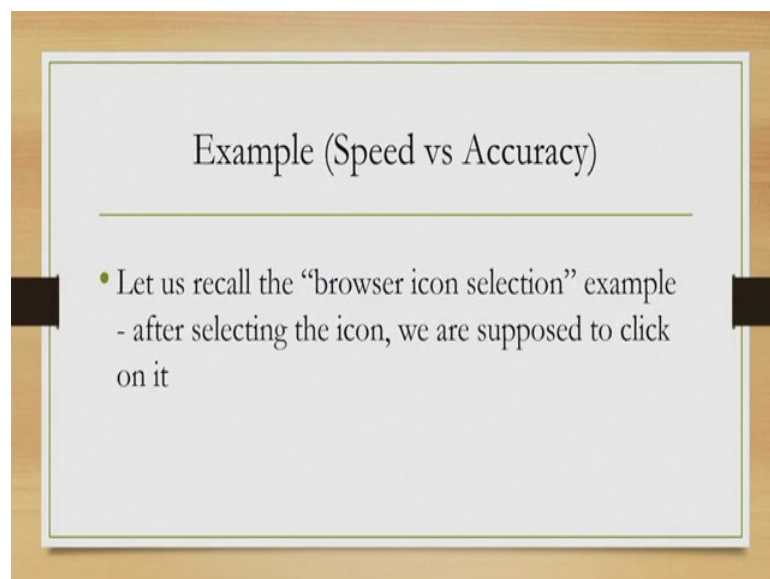 Example (Speed vs Accuracy)
• Let us recall the “browser icon selection” example
- after selecting the icon, we are supposed to click
on it